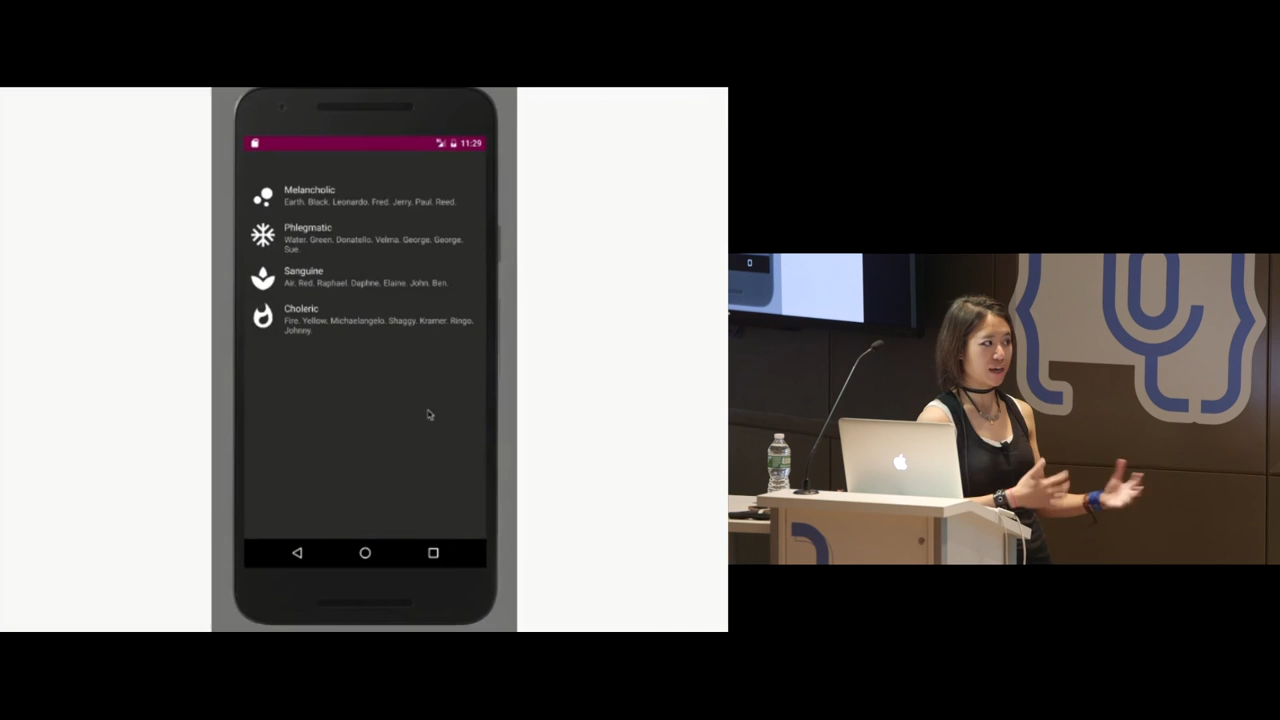 11:29
Melancholic
Earth. Black. Leonardo. Fred. Jerry. Paul. Reed.
Phlegmatic
Water. Green. Donatello. Velma. George. George.
Sue.
Sanguine
Air. Red. Raphael. Daphne. Elaine. John. Ben.
Choleric
Fire. Yellow. Michaelangelo. Shaggy. Kramer. Ringo.
Johnny.